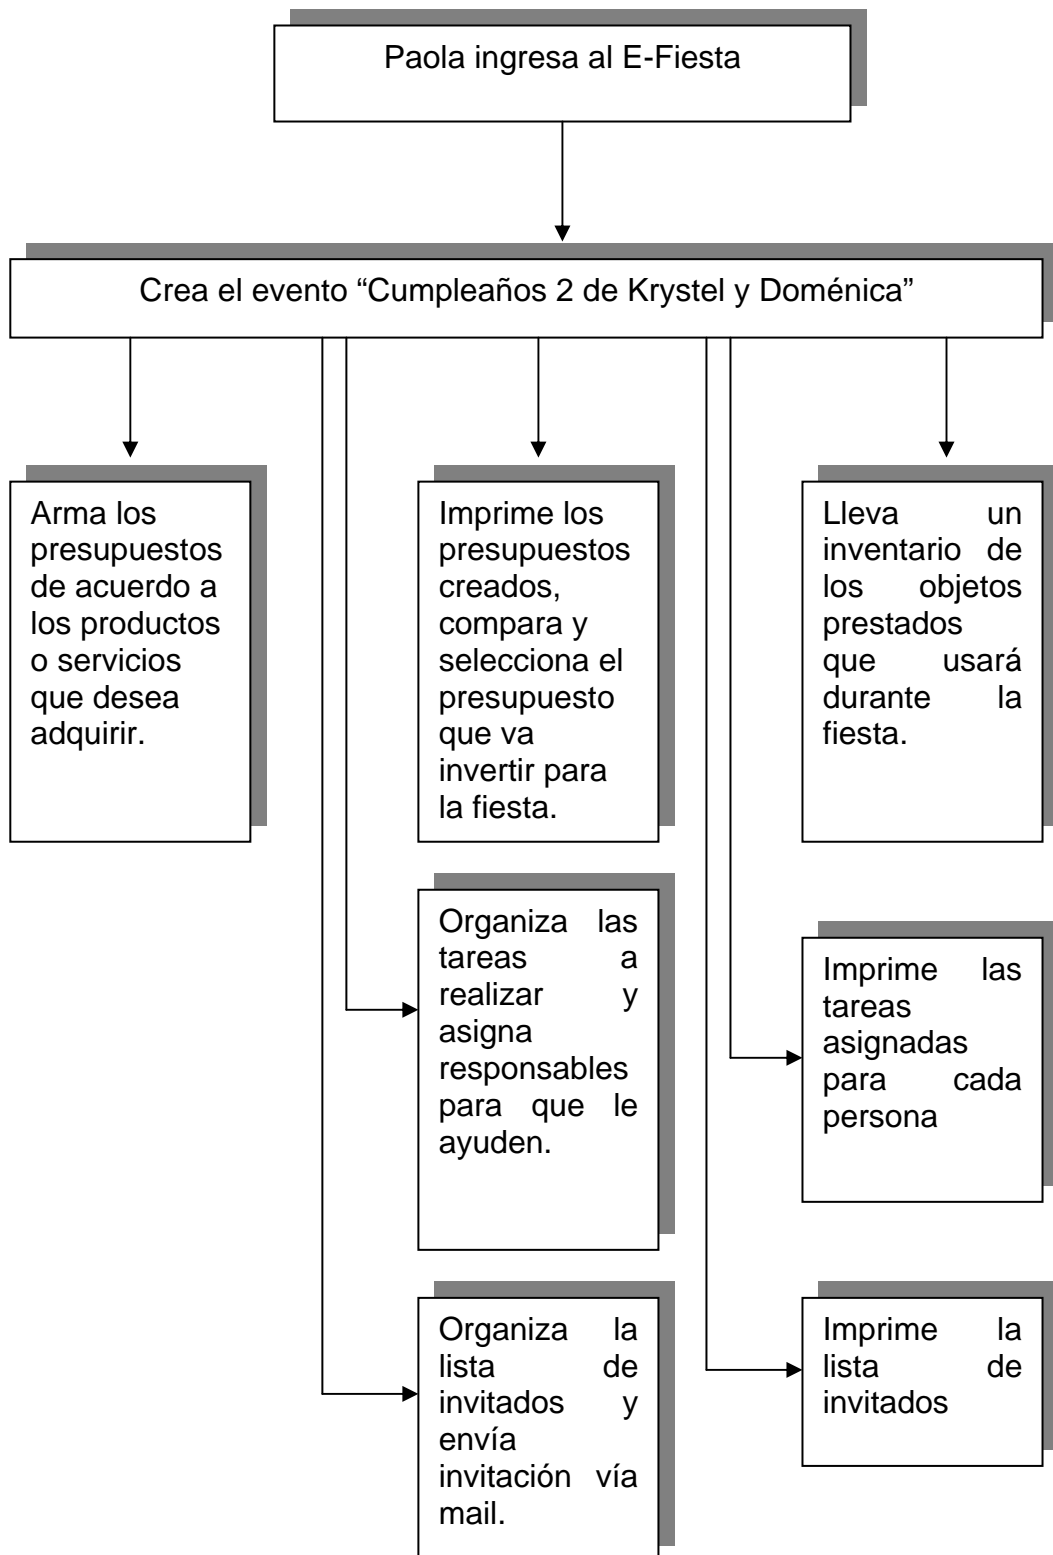 Paola ingresa al E-Fiesta
Crea el evento “Cumpleaños 2 de Krystel y Doménica”
Arma los
presupuestos
de acuerdo a
los productos
o servicios
que desea
adquirir.
Imprime los
presupuestos
creados,
compara y
selecciona el
presupuesto
que va
invertir para
la fiesta.
Lleva un
inventario de
los objetos
prestados
que usará
durante la
fiesta.
Organiza las
tareas a
realizar y
asigna
responsables
para que le
ayuden.
Imprime las
tareas
asignadas
para cada
persona
Organiza la
lista de
invitados y
envía
invitación vía
mail.
Imprime la
lista de
invitados